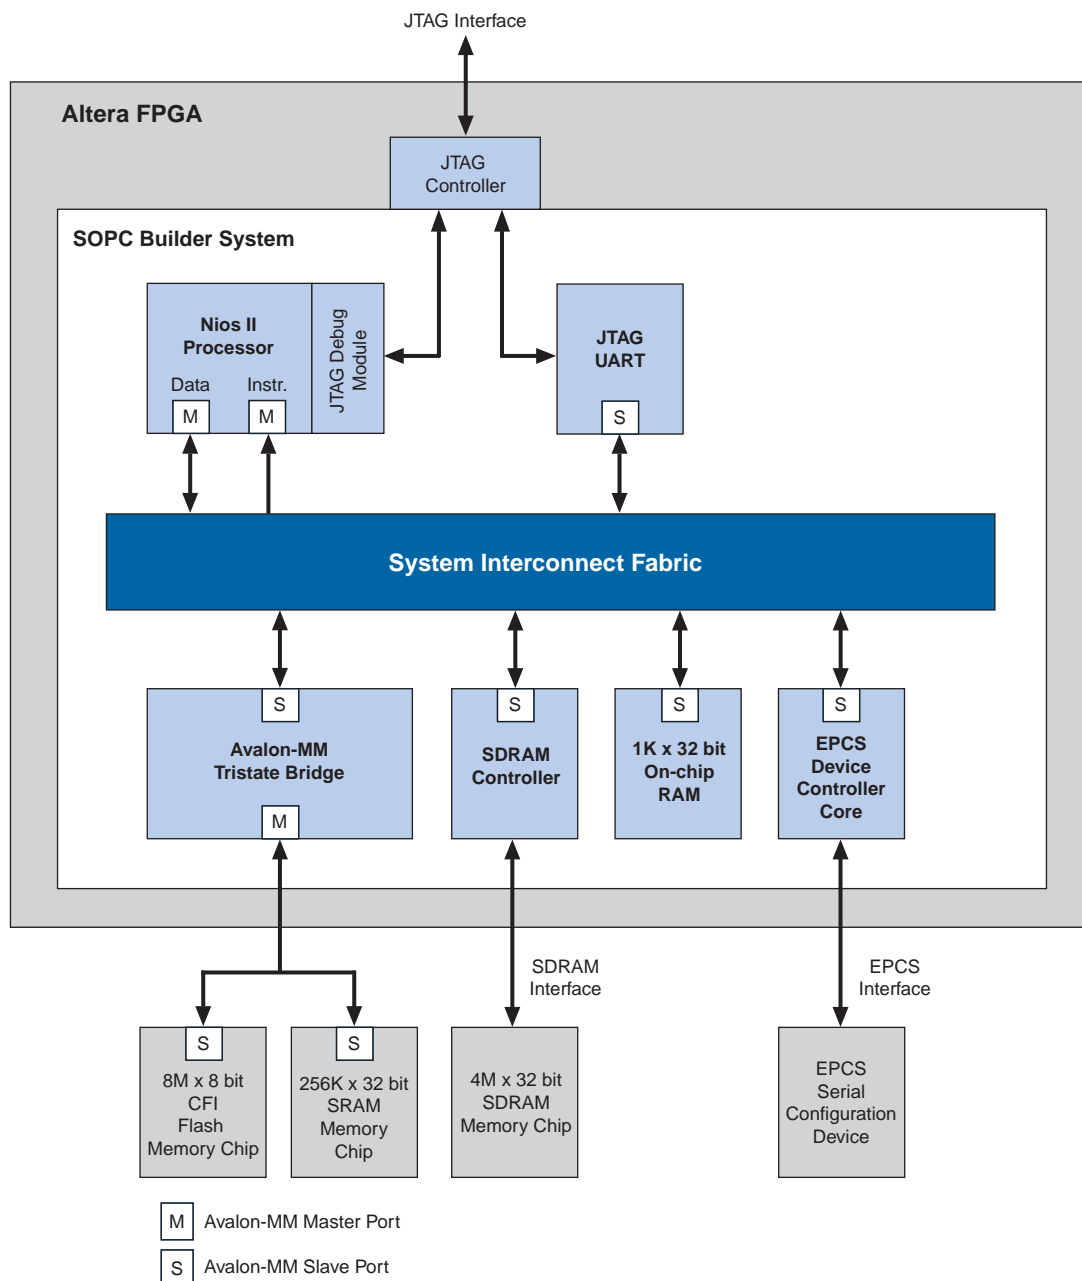 JTAG Interface
Altera FPGA
JTAG
Controller
SOPC Builder System
Nios II
Processor
Data
Instr.
M
M
JTAG Debug
Module
JTAG
UART
S
System Interconnect Fabric
S
Avalon-MM
Tristate Bridge
M
S
SDRAM
Controller
S
1K x 32 bit
On-chip
RAM
S
EPCS
Device
Controller
Core
SDRAM
Interface
EPCS
Interface
S
8M x 8 bit
CFI
Flash
Memory Chip
S
256K x 32 bit
SRAM
Memory
Chip
4M x 32 bit
SDRAM
Memory Chip
EPCS
Serial
Configuration
Device
M Avalon-MM Master Port
S Avalon-MM Slave Port